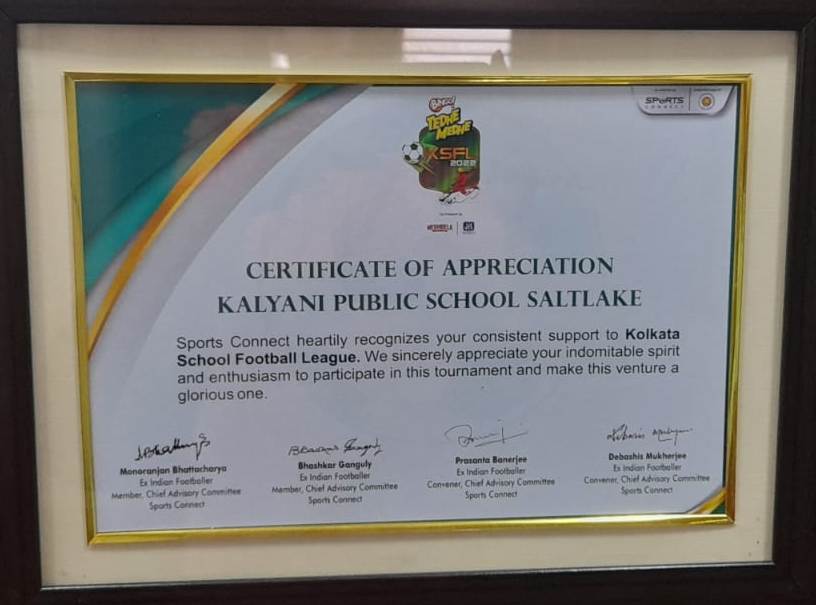 SPORTS
CONNECT
BINGO!
TEDHE
MEDHE
KSFL
2022
CERTIFICATE OF APPRECIATION
KALYANI PUBLIC SCHOOL SALTLAKE
Sports Connect heartily recognizes your consistent support to Kolkata
School Football League. We sincerely appreciate your indomitable spirit
and enthusiasm to participate in this tournament and make this venture a
glorious one.
Monoranjan Bhattacharya
Ex Indian Footballer
Member, Chief Advisory Committee
Sports Connect
Bhashkar Ganguly
Ex Indian Footballer
Member, Chief Advisory Committee
Sports Connect
Prasanta Banerjee
Ex Indian Footballer
Convener, Chief Advisory Committee
Sports Connect
Debashis Mukherjee
Ex Indian Footballer
Convener, Chief Advisory Committee
Sports Connect